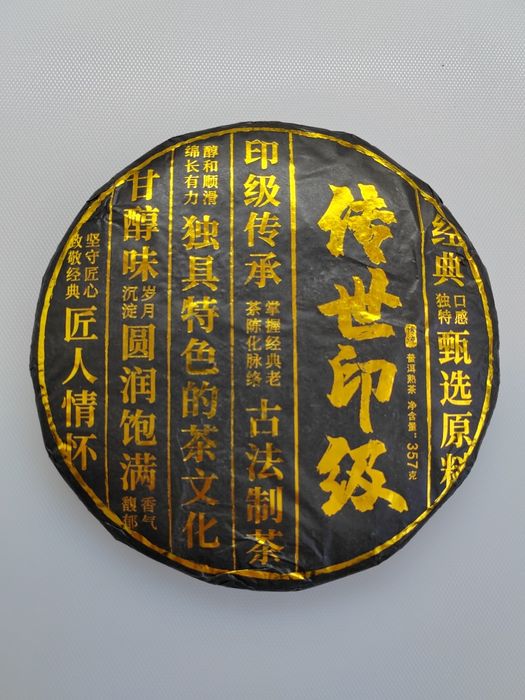 经典
口感
独特
甄选原料
传世印级
普洱熟茶 净含量:357克
印级传承
掌握经典老
茶陈化脉络
古法制茶
醇和顺滑
绵长有力
独具特色的茶文化
甘醇味
岁月
沉淀
圆润饱满
香气
馥郁
坚守匠心
致敬经典
匠人情怀